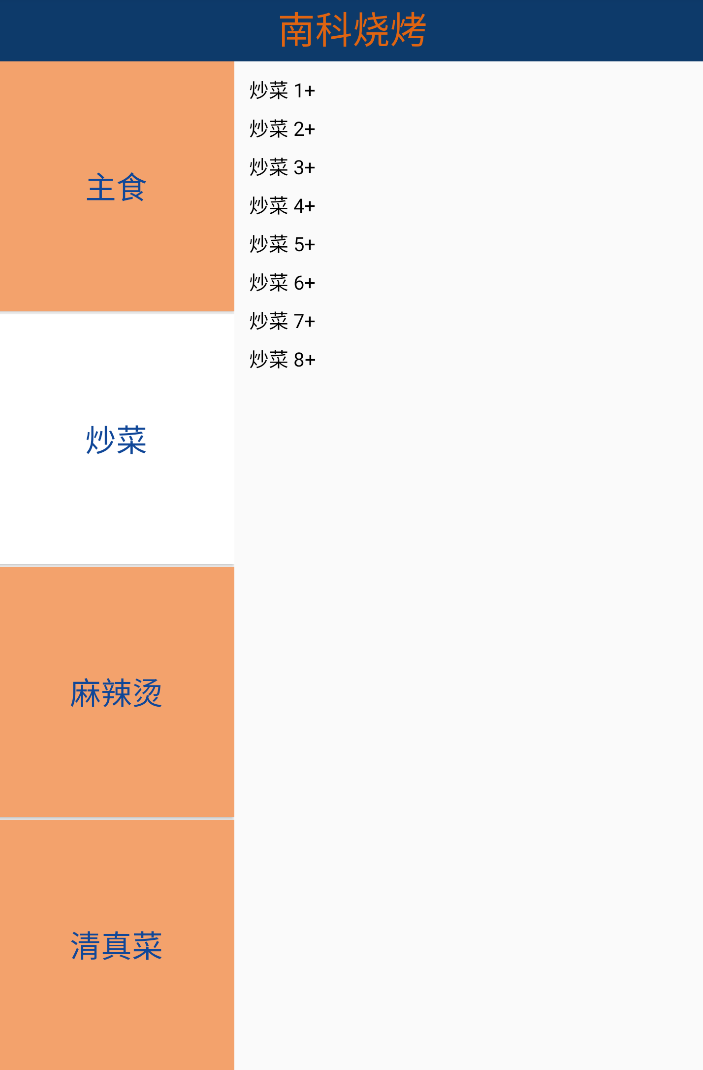 南科烧烤
主食
炒菜
麻辣烫
清真菜
炒菜 1+
炒菜 2+
炒菜 3+
炒菜 4+
炒菜 5+
炒菜 6+
炒菜 7+
炒菜 8+